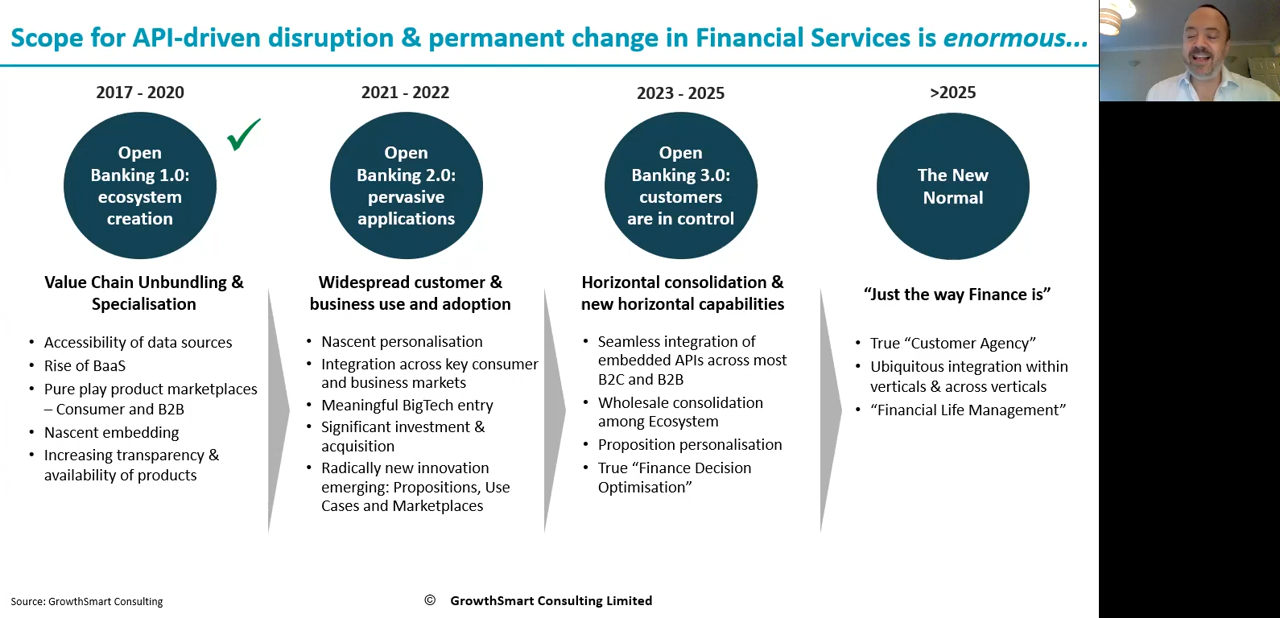 Scope for API-driven disruption & permanent change in Financial Services is enormous...
2017 - 2020
Open
Banking 1.0:
ecosystem
creation
Value Chain Unbundling &
Specialisation
• Accessibility of data sources
• Rise of BaaS
• Pure play product marketplaces
– Consumer and B2B
• Nascent embedding
• Increasing transparency &
availability of products
2021 - 2022
Open
Banking 2.0:
pervasive
applications
Widespread customer &
business use and adoption
• Nascent personalisation
• Integration across key consumer
and business markets
• Meaningful BigTech entry
• Significant investment &
acquisition
• Radically new innovation
emerging: Propositions, Use
Cases and Marketplaces
2023 - 2025
Open
Banking 3.0:
customers
are in control
Horizontal consolidation &
new horizontal capabilities
• Seamless integration of
embedded APIs across most
B2C and B2B
• Wholesale consolidation
among Ecosystem
• Proposition personalisation
• True “Finance Decision
Optimisation”
>2025
The New
Normal
“Just the way Finance is”
• True “Customer Agency”
• Ubiquitous integration within
verticals & across verticals
• “Financial Life Management”
Source: GrowthSmart Consulting
© GrowthSmart Consulting Limited